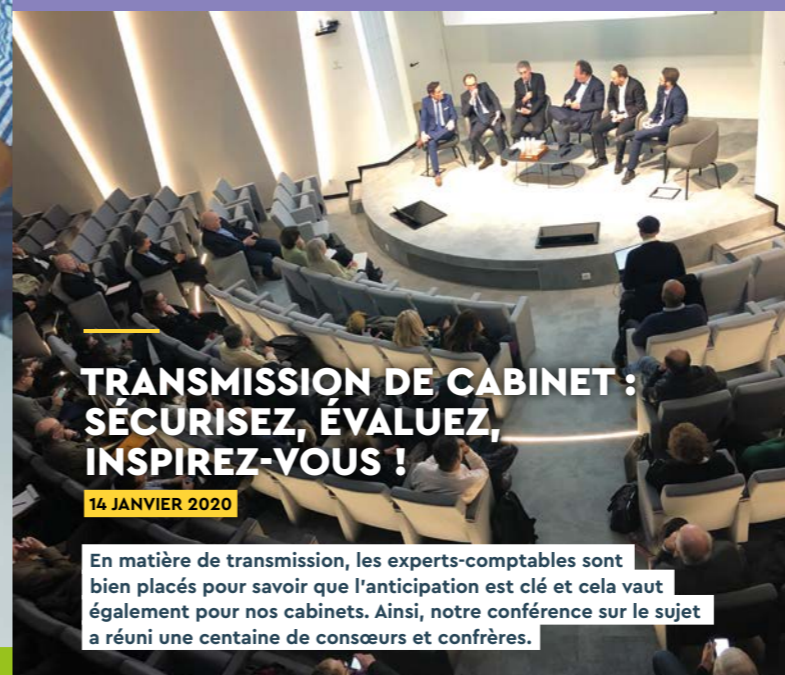 TRANSMISSION DE CABINET :
SÉCURISEZ, ÉVALUEZ,
INSPIREZ-VOUS !
14 JANVIER 2020
En matière de transmission, les experts-comptables sont
bien placés pour savoir que l'anticipation est clé et cela vaut
également pour nos cabinets. Ainsi, notre conférence sur le sujet
a réuni une centaine de consœurs et confrères.